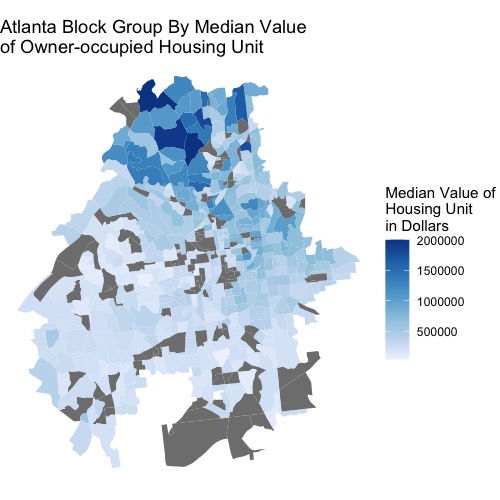 Atlanta Block Group By Median Value
of Owner-occupied Housing Unit
Median Value of
Housing Unit
in Dollars
2000000
1500000
1000000
500000